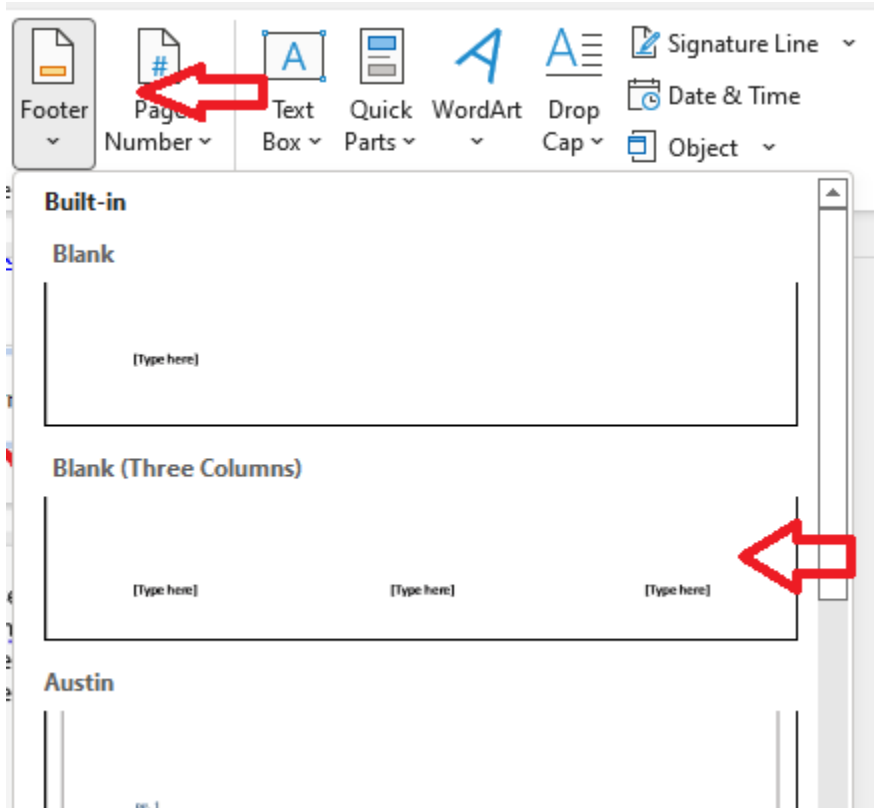 Signature Line
Date & Time
Footer
Page
Text
Quick
WordArt
Drop
Number
Box
Parts
Cap
Object
Built-in
Blank
[Type here]
Blank (Three Columns)
[Type here] [Type here] [Type here]
Austin